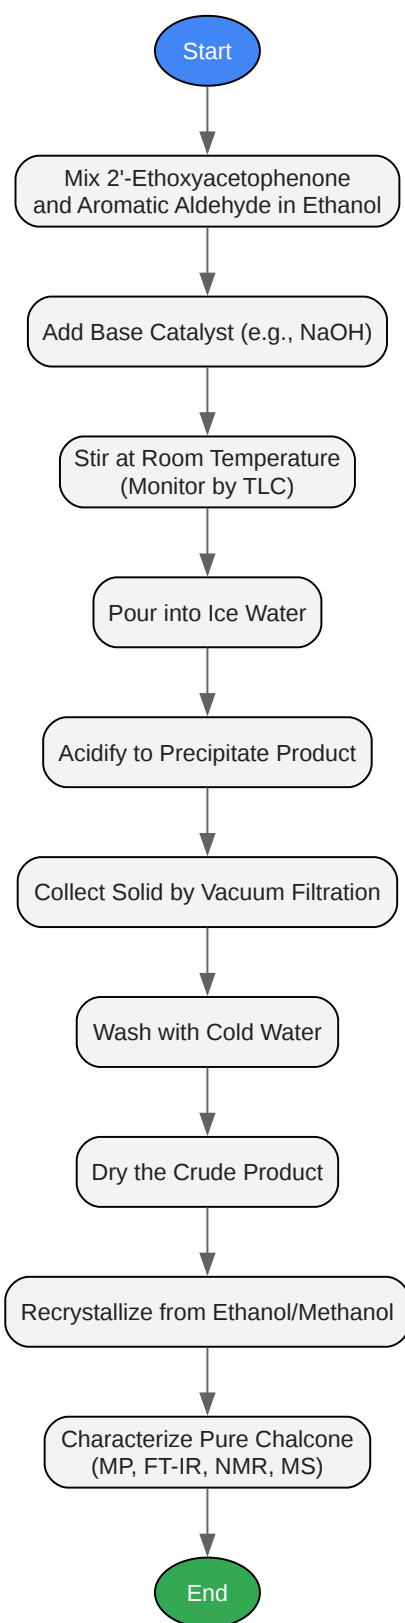 Start
Mix 2'-Ethoxyacetophenone
and Aromatic Aldehyde in Ethanol
Add Base Catalyst (e.g., NaOH)
Stir at Room Temperature
(Monitor by TLC)
Pour into Ice Water
Acidify to Precipitate Product
Collect Solid by Vacuum Filtration
Wash with Cold Water
Dry the Crude Product
Recrystallize from Ethanol/Methanol
Characterize Pure Chalcone
(MP, FT-IR, NMR, MS)
End